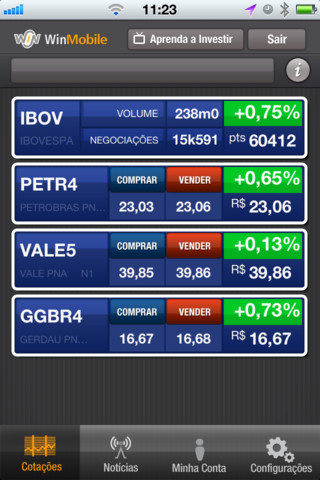 11:23
WinMobile
Aprenda a Investir
Sair
i
IBOV VOLUME 238m0 +0,75%
IBOVESPA NEGOCIAÇÕES 15k591 pts 60412
PETR4 COMPRAR VENDER +0,65%
PETROBRAS PN... 23,03 23,06 R$ 23,06
VALE5 COMPRAR VENDER +0,13%
VALE PNA N1 39,85 39,86 R$ 39,86
GGBR4 COMPRAR VENDER +0,73%
GERDAU PN... 16,67 16,68 R$ 16,67
Cotações Notícias Minha Conta Configurações